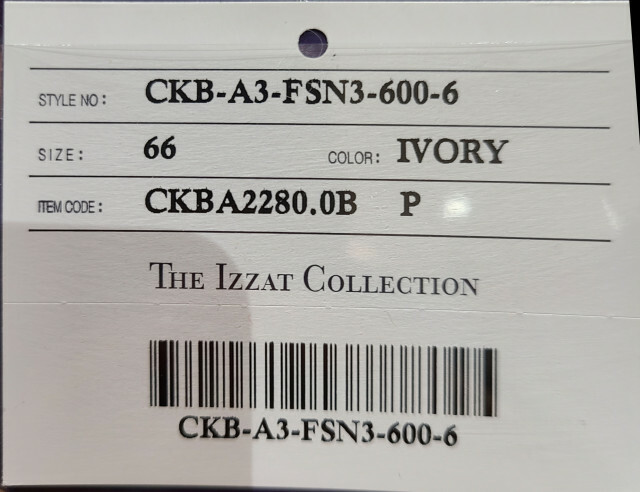 STYLE NO: CKB-A3-FSN3-600-6
SIZE: 66 COLOR: IVORY
ITEM CODE: CKBA2280.0B P
THE IZZAT COLLECTION
CKB-A3-FSN3-600-6